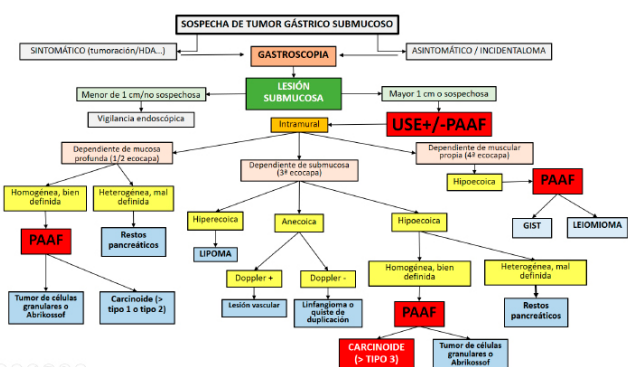 SOSPECHA DE TUMOR GÁSTRICO SUBMUCOSO
SINTOMÁTICO (tumoración/HDA...)
GASTROSCOPIA
ASINTOMÁTICO / INCIDENTALOMA
LESIÓN
SUBMUCOSA
Menor de 1 cm/no sospechosa
Mayor 1 cm o sospechosa
Vigilancia endoscópica
Intramural
USE+/-PAAF
Dependiente de mucosa
profunda (1/2 ecocapa)
Dependiente de submucosa
(3ª ecocapa)
Dependiente de muscular
propia (4ª ecocapa)
Hipoecoica
PAAF
GIST
LEIOMIOMA
Homogénea, bien
definida
Heterogénea, mal
definida
PAAF
Restos
pancreáticos
Tumor de células
granulares o
Abrikossof
Carcinoide (>
tipo 1 o tipo 2)
Hiperecoica
Anecoica
Hipoecoica
LIPOMA
Doppler +
Doppler -
Lesión vascular
Linfangioma o
quiste de
duplicación
Homogénea, bien
definida
Heterogénea, mal
definida
PAAF
Restos
pancreáticos
CARCINOIDE
(> TIPO 3)
Tumor de células
granulares o
Abrikossof